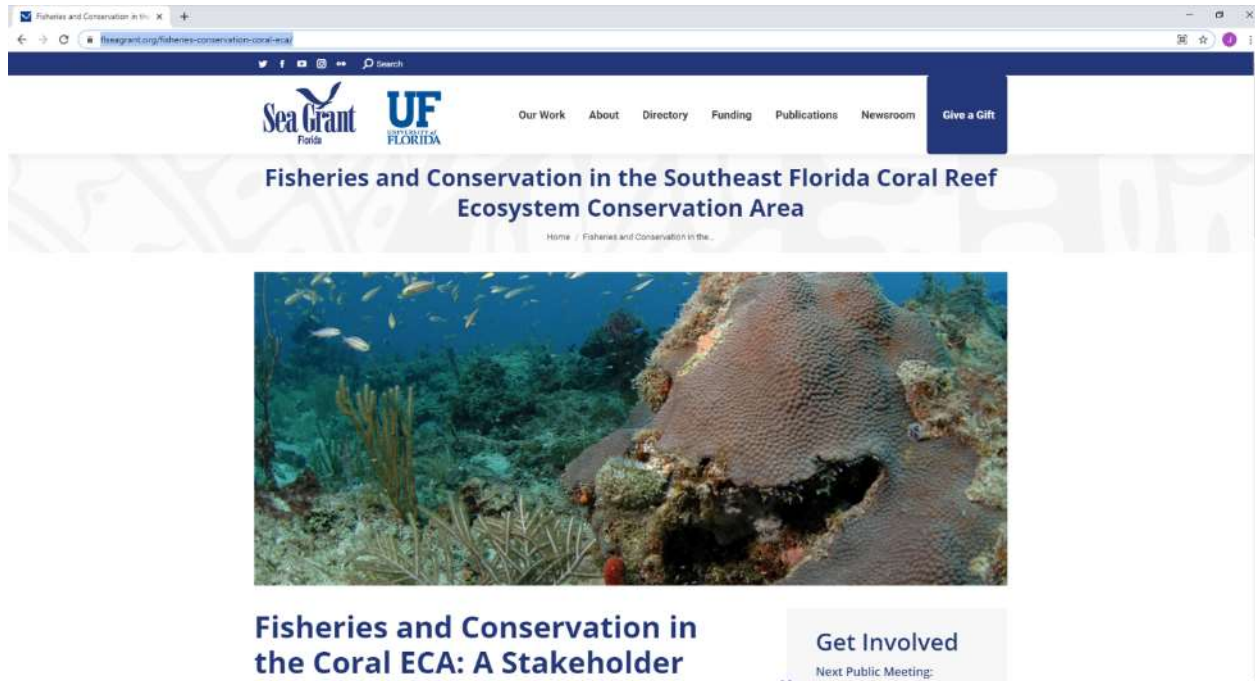 Fisheries and Conservation in the
flseagrant.org/fisheries-conservation-coral-eca/
J
Search
Sea Grant
Florida
UF
UNIVERSITY of
FLORIDA
Our Work About Directory Funding Publications Newsroom Give a Gift
Fisheries and Conservation in the Southeast Florida Coral Reef
Ecosystem Conservation Area
Home / Fisheries and Conservation in the...
Fisheries and Conservation in
the Coral ECA: A Stakeholder
Get Involved
Next Public Meeting: